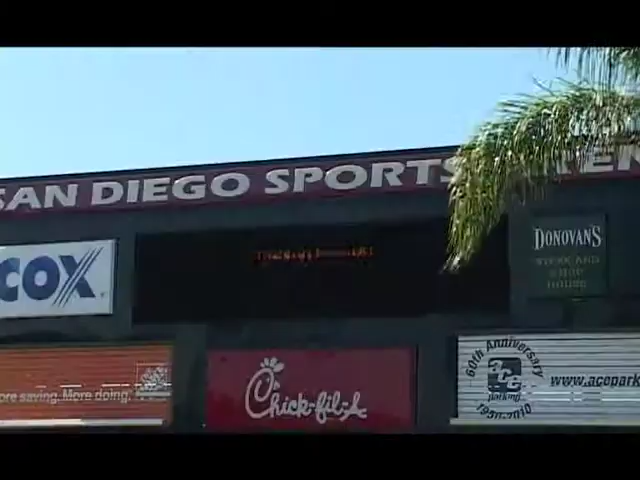 SAN DIEGO SPORTS
COX
DONOVAN'S
STEAK AND
CHOP
HOUSE
ore saving. More doing.
Chick-fil-A
60th Anniversary
ace
parking
1950-2010
www.acepark